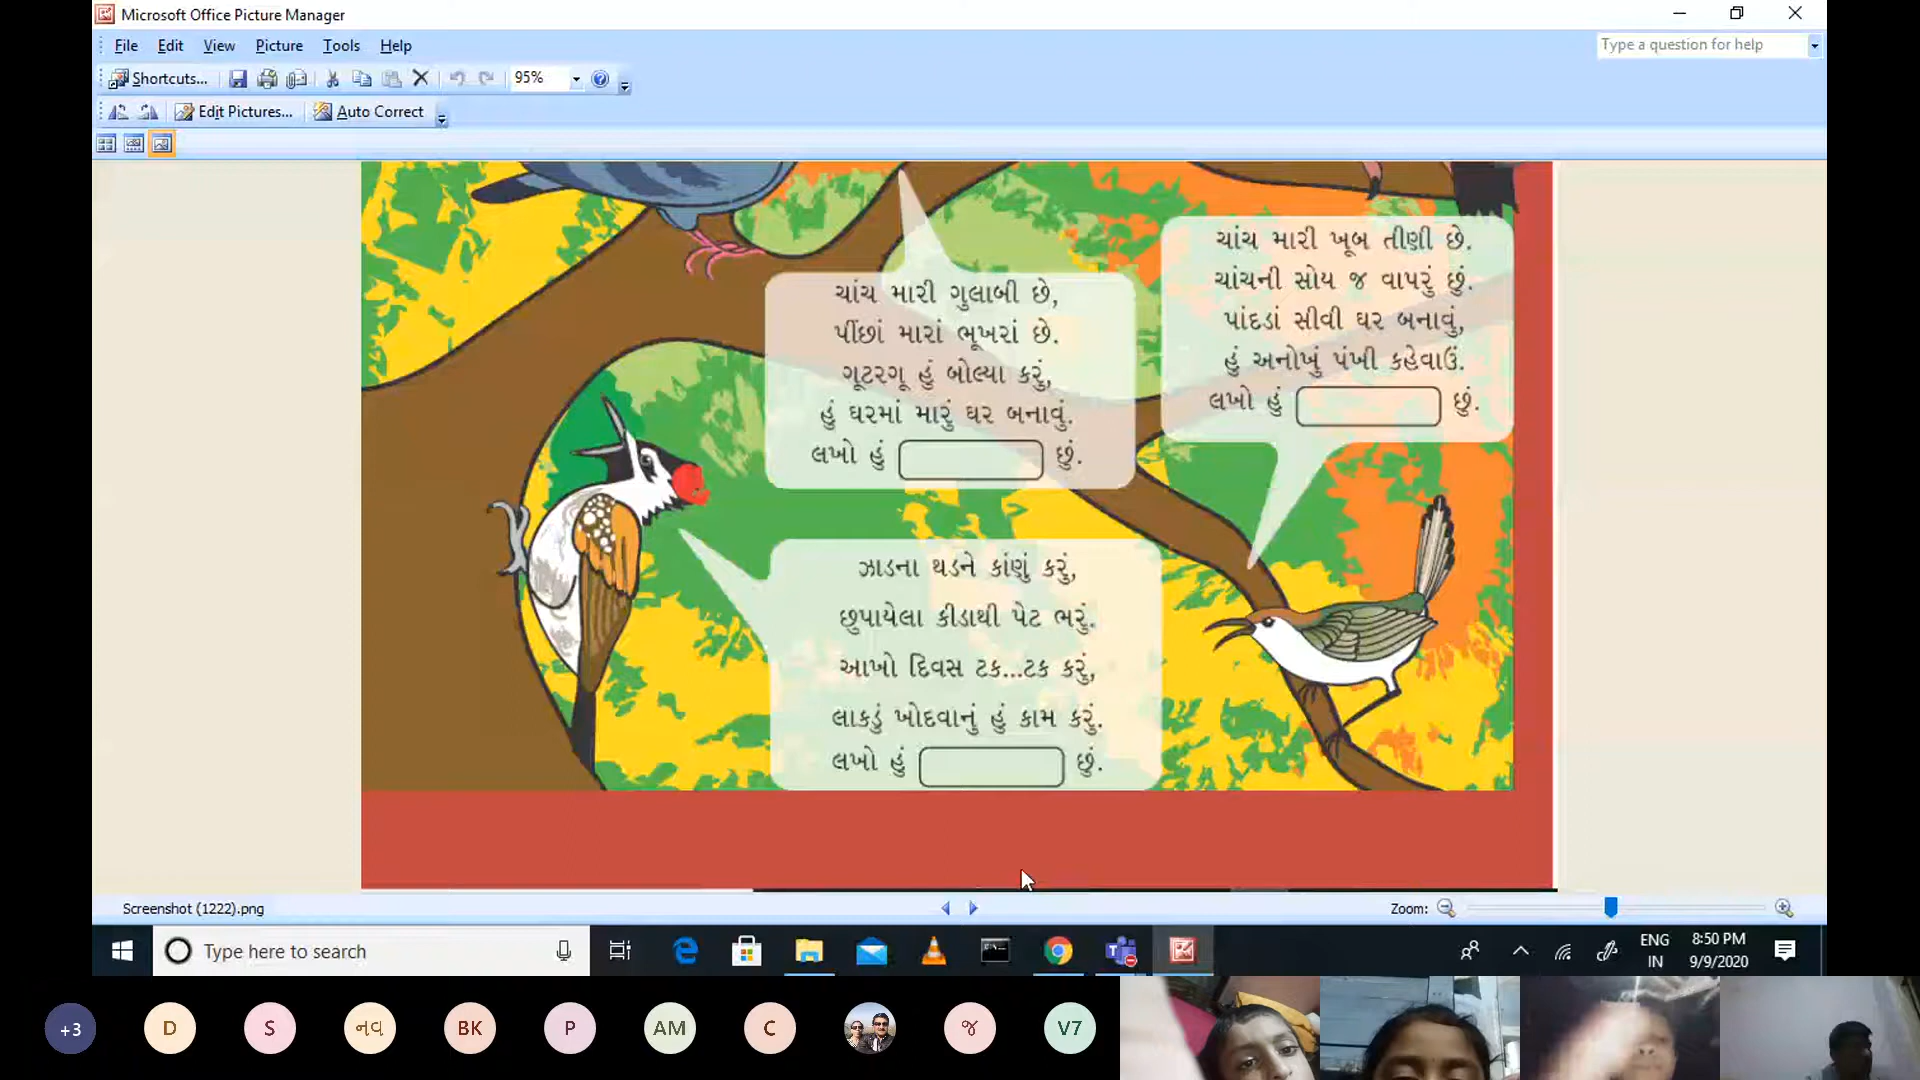 Microsoft Office Picture Manager
File Edit View Picture Tools Help
Type a question for help
Shortcuts...
95%
Edit Pictures...
Auto Correct
ચાંચ મારી ગુલાબી છે,
પીંછાં મારાં ભૂખરાં છે.
ગૂટરગૂ હું બોલ્યા કરું,
હું ઘરમાં મારું ઘર બનાવું.
લખો હું છું.
ચાંચ મારી ખૂબ તીણી છે.
ચાંચની સોય જ વાપરું છું.
પાંદડાં સીવી ઘર બનાવું,
હું અનોખું પંખી કહેવાઉં.
લખો હું છું.
ઝાડના થડને કાંણું કરું,
છુપાયેલા કીડાથી પેટ ભરું.
આખો દિવસ ટક...ટક કરું,
લાકડું ખોદવાનું હું કામ કરું.
લખો હું છું.
Screenshot (1222).png
Zoom:
Type here to search
ENG
IN
8:50 PM
9/9/2020
+3 D S નવ BK P AM C જ V7